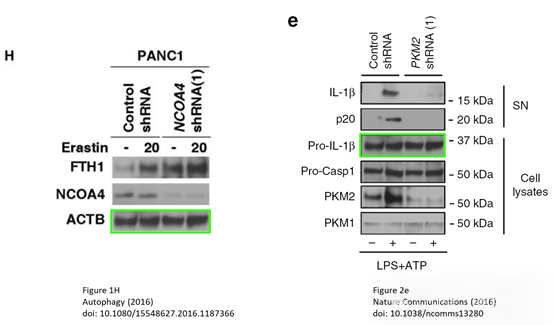 H
PANC1
Control
shRNA
NCOA4
shRNA(1)
Erastin - 20 - 20
FTH1
NCOA4
ACTB
Figure 1H
Autophagy (2016)
doi: 10.1080/15548627.2016.1187366
e
Control
shRNA
PKM2
shRNA (1)
IL-1β
15 kDa
SN
p20
20 kDa
Pro-IL-1β
37 kDa
Pro-Casp1
50 kDa
Cell
lysates
PKM2
50 kDa
PKM1
50 kDa
– + – +
LPS+ATP
Figure 2e
Nature Communications (2016)
doi: 10.1038/ncomms13280